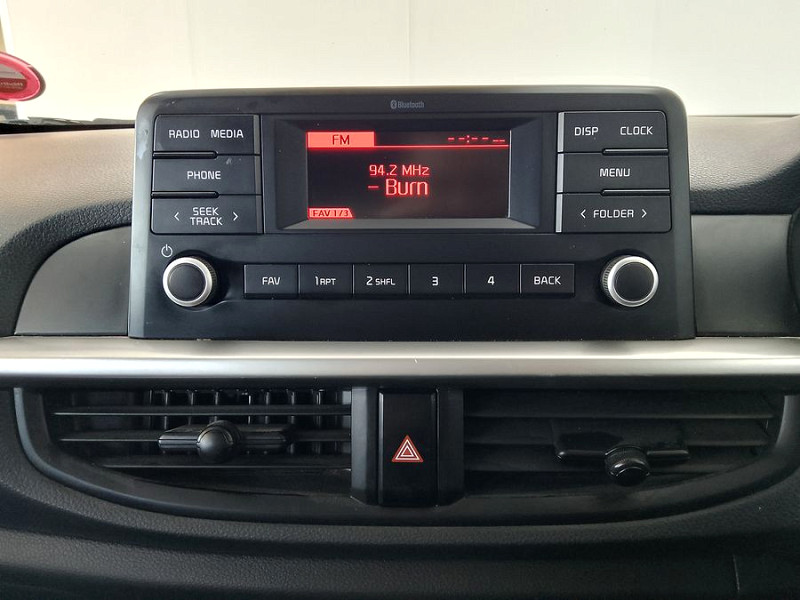 Bluetooth
RADIO MEDIA
PHONE
< SEEK >
TRACK
FM
--:-- --
94.2 MHz
- Burn
FAV 1/3
DISP CLOCK
MENU
< FOLDER >
FAV
1 RPT
2 SHFL
3
4
BACK